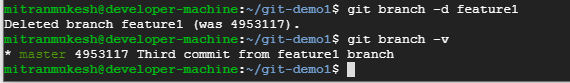 mitranmukesh@developer-machine:~/git-demo1$ git branch -d feature1
Deleted branch feature1 (was 4953117).
mitranmukesh@developer-machine:~/git-demo1$ git branch -v
* master 4953117 Third commit from feature1 branch
mitranmukesh@developer-machine:~/git-demo1$